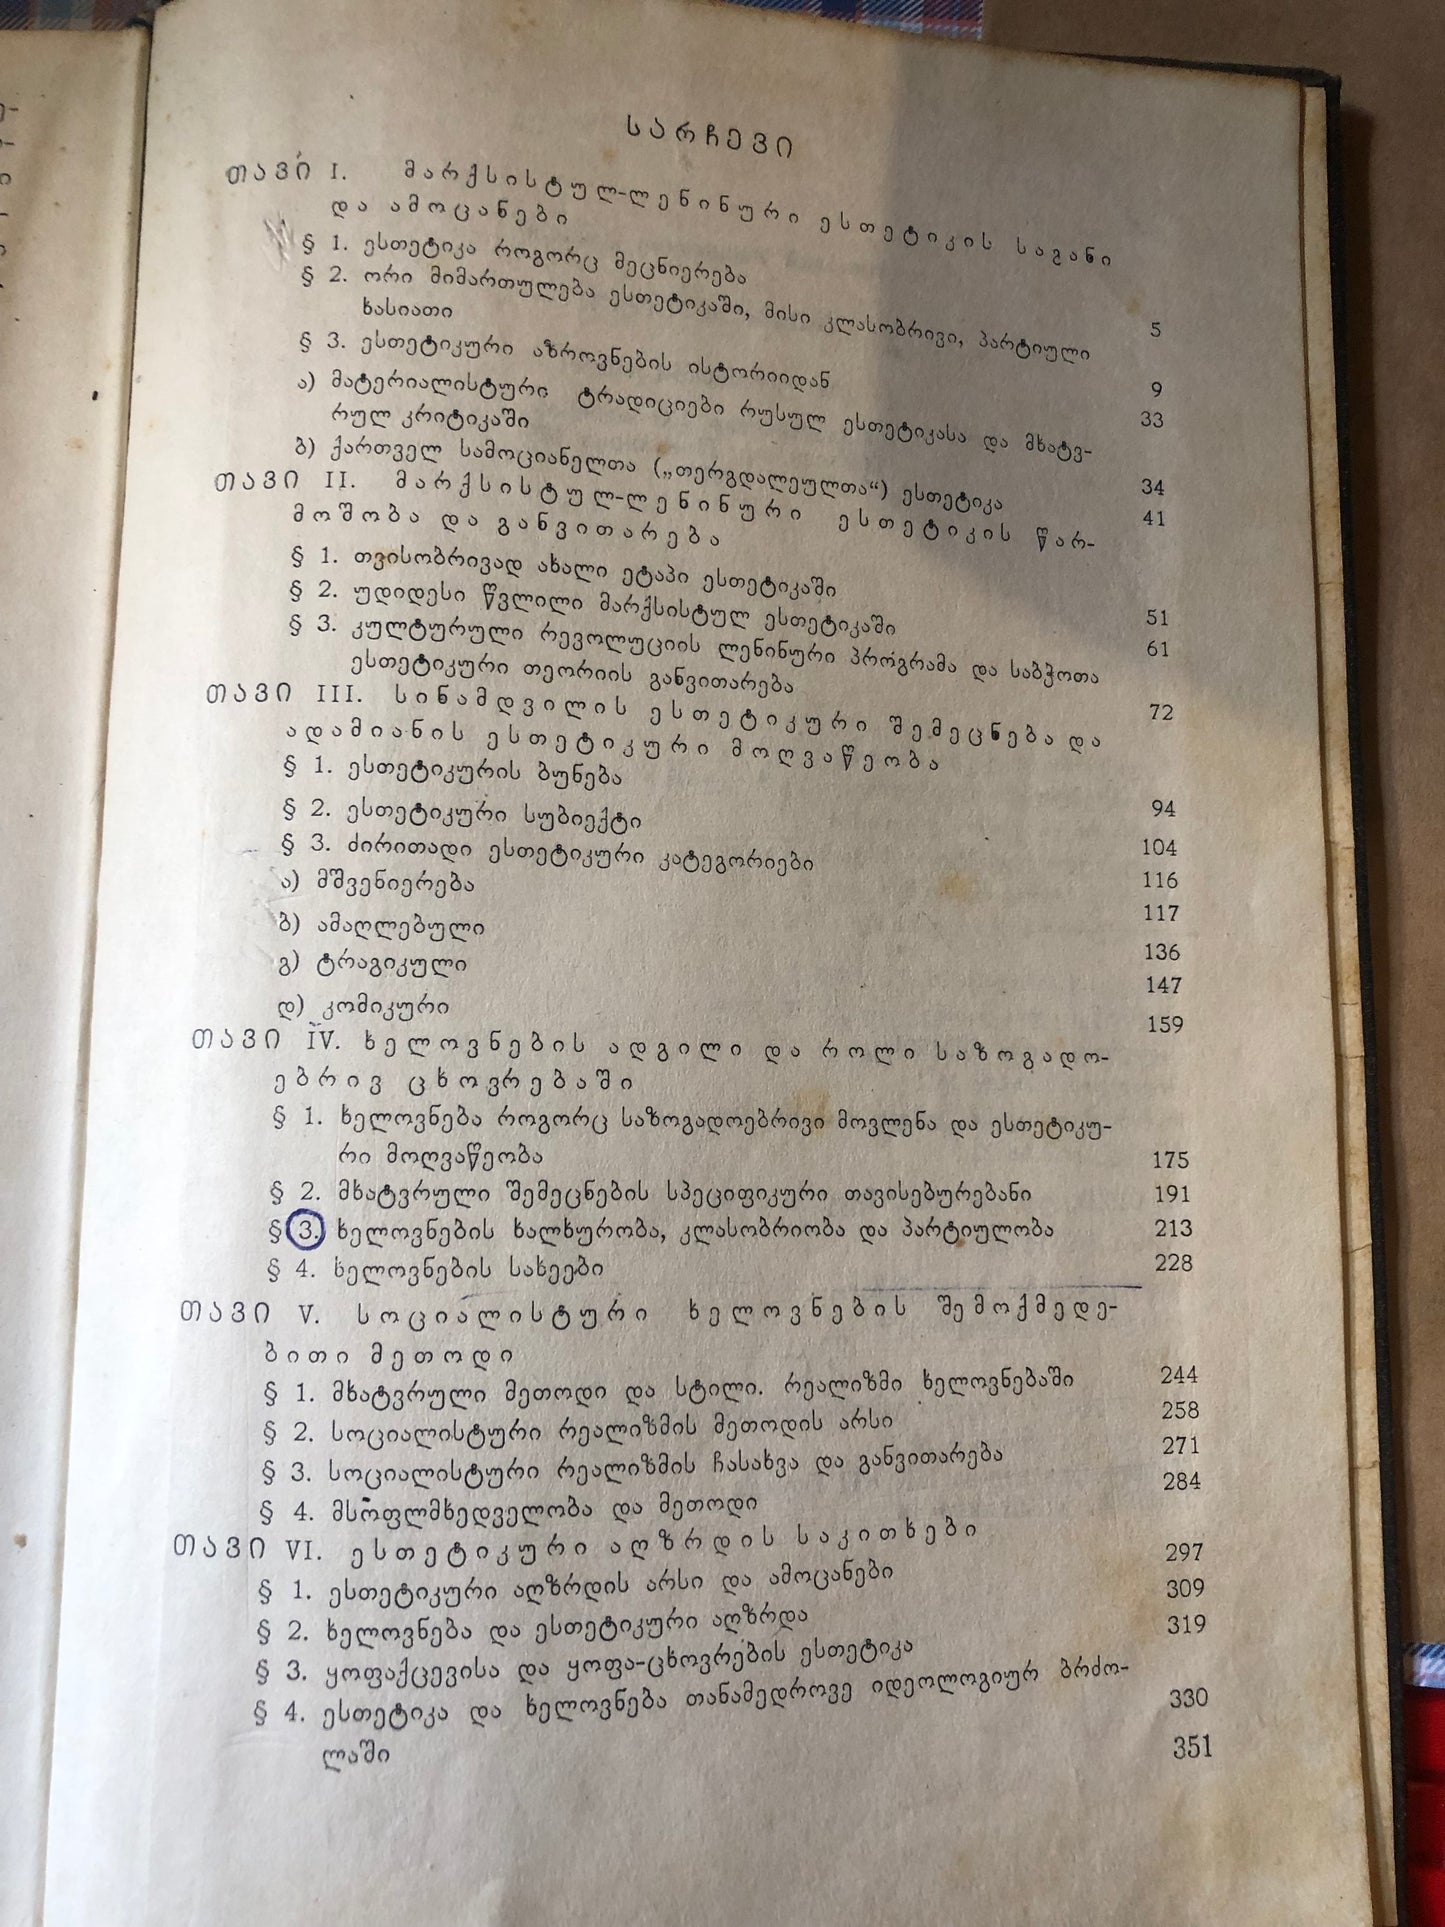 სარჩევი
თავი I. მარქსისტულ-ლენინური ესთეტიკის საგანი
და ამოცანები
§ 1. ესთეტიკა როგორც მეცნიერება 5
§ 2. ორი მიმართულება ესთეტიკაში, მისი კლასობრივი, პარტიული
ხასიათი 9
§ 3. ესთეტიკური აზროვნების ისტორიიდან 33
ა) მატერიალისტური ტრადიციები რუსულ ესთეტიკასა და მხატვ-
რულ კრიტიკაში 34
ბ) ქართველ სამოციანელთა („თერგდალეულთა“) ესთეტიკა 41
თავი II. მარქსისტულ-ლენინური ესთეტიკის წარ-
მოშობა და განვითარება
§ 1. თვისობრივად ახალი ეტაპი ესთეტიკაში 51
§ 2. უდიდესი წვლილი მარქსისტულ ესთეტიკაში 61
§ 3. კულტურული რევოლუციის ლენინური პროგრამა და საბჭოთა
ესთეტიკური თეორიის განვითარება 72
თავი III. სინამდვილის ესთეტიკური შემეცნება და
ადამიანის ესთეტიკური მოღვაწეობა
§ 1. ესთეტიკურის ბუნება 94
§ 2. ესთეტიკური სუბიექტი 104
§ 3. ძირითადი ესთეტიკური კატეგორიები 116
ა) მშვენიერება 117
ბ) ამაღლებული 136
გ) ტრაგიკული 147
დ) კომიკური 159
თავი IV. ხელოვნების ადგილი და როლი საზოგადო-
ებრივ ცხოვრებაში
§ 1. ხელოვნება როგორც საზოგადოებრივი მოვლენა და ესთეტიკუ-
რი მოღვაწეობა 175
§ 2. მხატვრული შემეცნების სპეციფიკური თავისებურებანი 191
§ 3. ხელოვნების ხალხურობა, კლასობრიობა და პარტიულობა 213
§ 4. ხელოვნების სახეები 228
თავი V. სოციალისტური ხელოვნების შემოქმედე-
ბითი მეთოდი
§ 1. მხატვრული მეთოდი და სტილი. რეალიზმი ხელოვნებაში 244
§ 2. სოციალისტური რეალიზმის მეთოდის არსი 258
§ 3. სოციალისტური რეალიზმის ჩასახვა და განვითარება 271
§ 4. მსოფლმხედველობა და მეთოდი 284
თავი VI. ესთეტიკური აღზრდის საკითხები
§ 1. ესთეტიკური აღზრდის არსი და ამოცანები 297
§ 2. ხელოვნება და ესთეტიკური აღზრდა 309
§ 3. ყოფაქცევისა და ყოფა-ცხოვრების ესთეტიკა 319
§ 4. ესთეტიკა და ხელოვნება თანამედროვე იდეოლოგიურ ბრძო-
ლაში 330
351